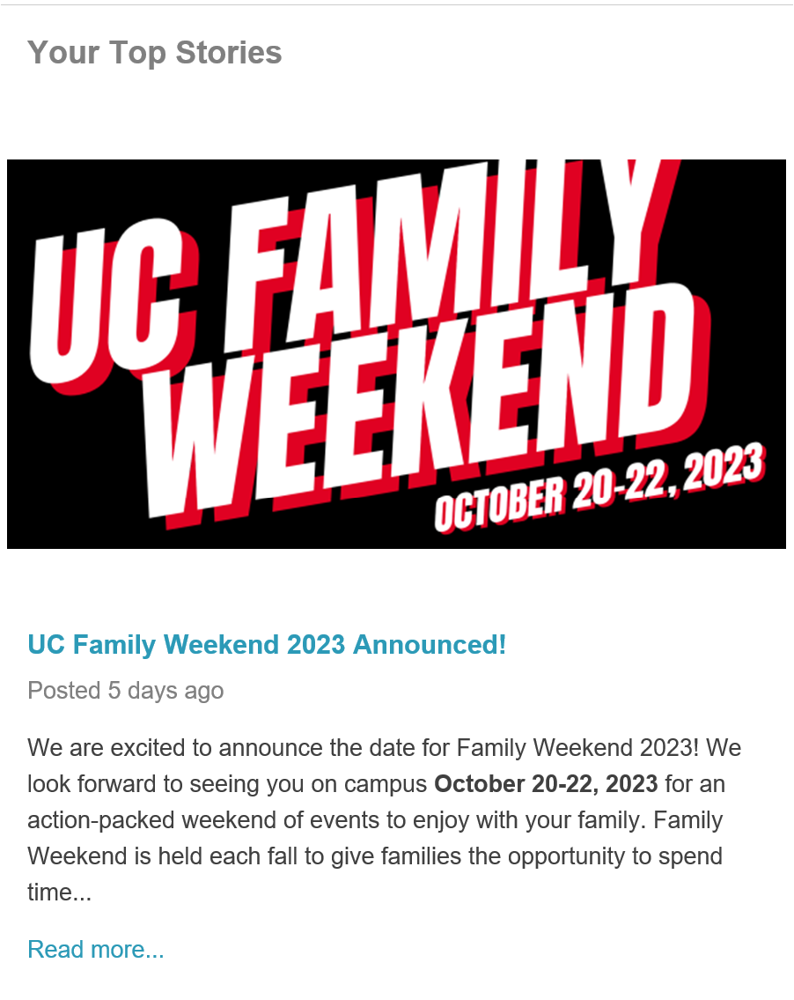 Your Top Stories
UC FAMILY
WEEKEND
OCTOBER 20-22, 2023
UC Family Weekend 2023 Announced!
Posted 5 days ago
We are excited to announce the date for Family Weekend 2023! We
look forward to seeing you on campus October 20-22, 2023 for an
action-packed weekend of events to enjoy with your family. Family
Weekend is held each fall to give families the opportunity to spend
time...
Read more...